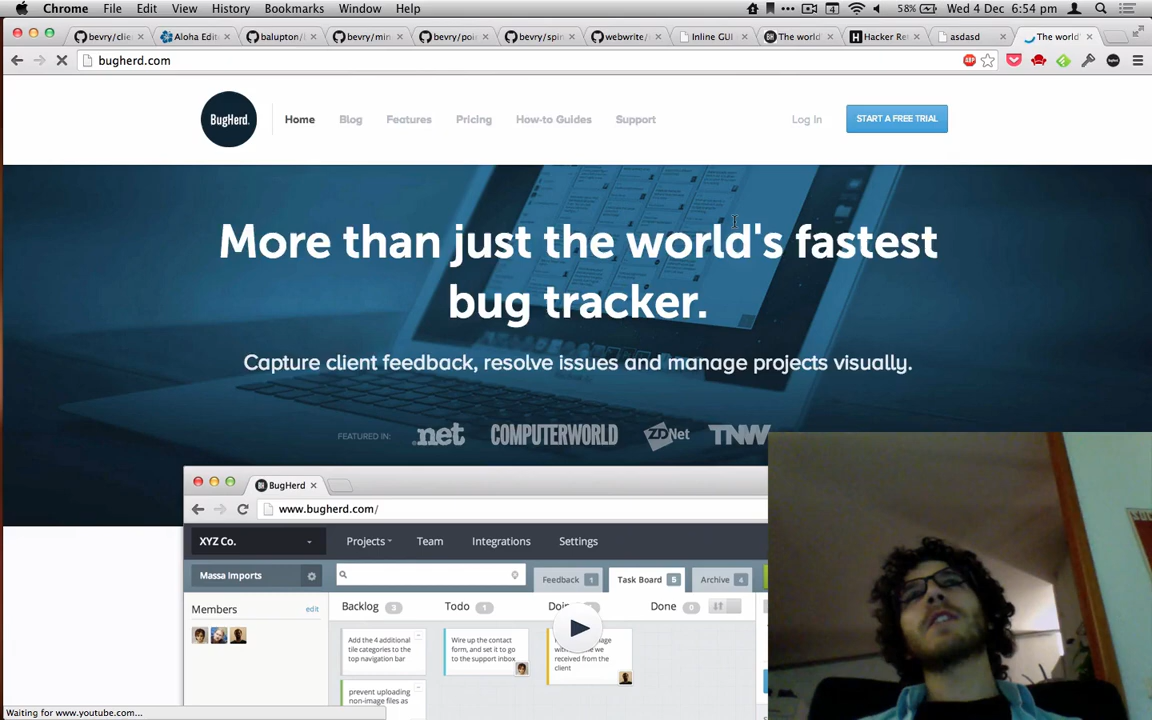 Chrome File Edit View History Bookmarks Window Help 4 58% Wed 4 Dec 6:54 pm
bevry/clie Aloha Edit balupton/ bevry/min bevry/poi bevry/spin webwrite/ Inline GUI The world Hacker Ne asdasd The world'
bugherd.com ABP
BugHerd. Home Blog Features Pricing How-to Guides Support Log In START A FREE TRIAL
More than just the world's fastest
bug tracker.
Capture client feedback, resolve issues and manage projects visually.
FEATURED IN: .net COMPUTERWORLD ZDNet TNW
BugHerd
www.bugherd.com/
XYZ Co. Projects Team Integrations Settings
Massa Imports Feedback 1 Task Board 5 Archive 4
Members edit Backlog 3 Todo 1 Done 0
Add the 4 additional
tile categories to the
top navigation bar
Wire up the contact
form, and set it to go
to the support inbox
received from the
client
prevent uploading
non-image files as
Waiting for www.youtube.com...